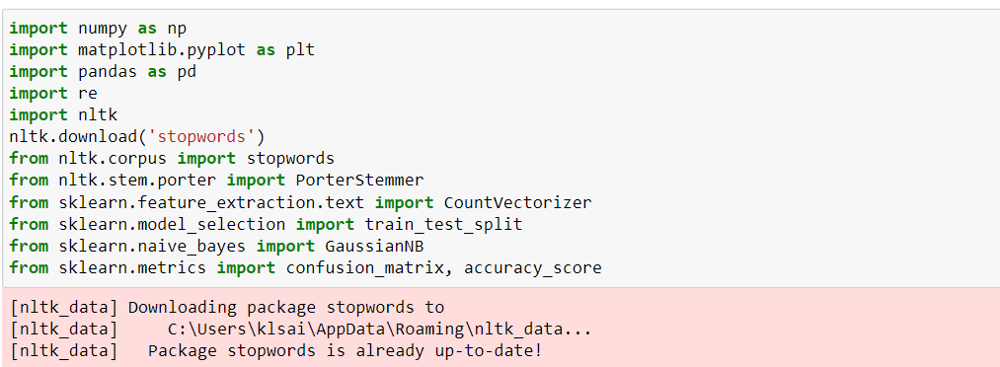 import numpy as np
import matplotlib.pyplot as plt
import pandas as pd
import re
import nltk
nltk.download('stopwords')
from nltk.corpus import stopwords
from nltk.stem.porter import PorterStemmer
from sklearn.feature_extraction.text import CountVectorizer
from sklearn.model_selection import train_test_split
from sklearn.naive_bayes import GaussianNB
from sklearn.metrics import confusion_matrix, accuracy_score
[nltk_data] Downloading package stopwords to
[nltk_data]     C:\Users\klsai\AppData\Roaming\nltk_data...
[nltk_data]   Package stopwords is already up-to-date!